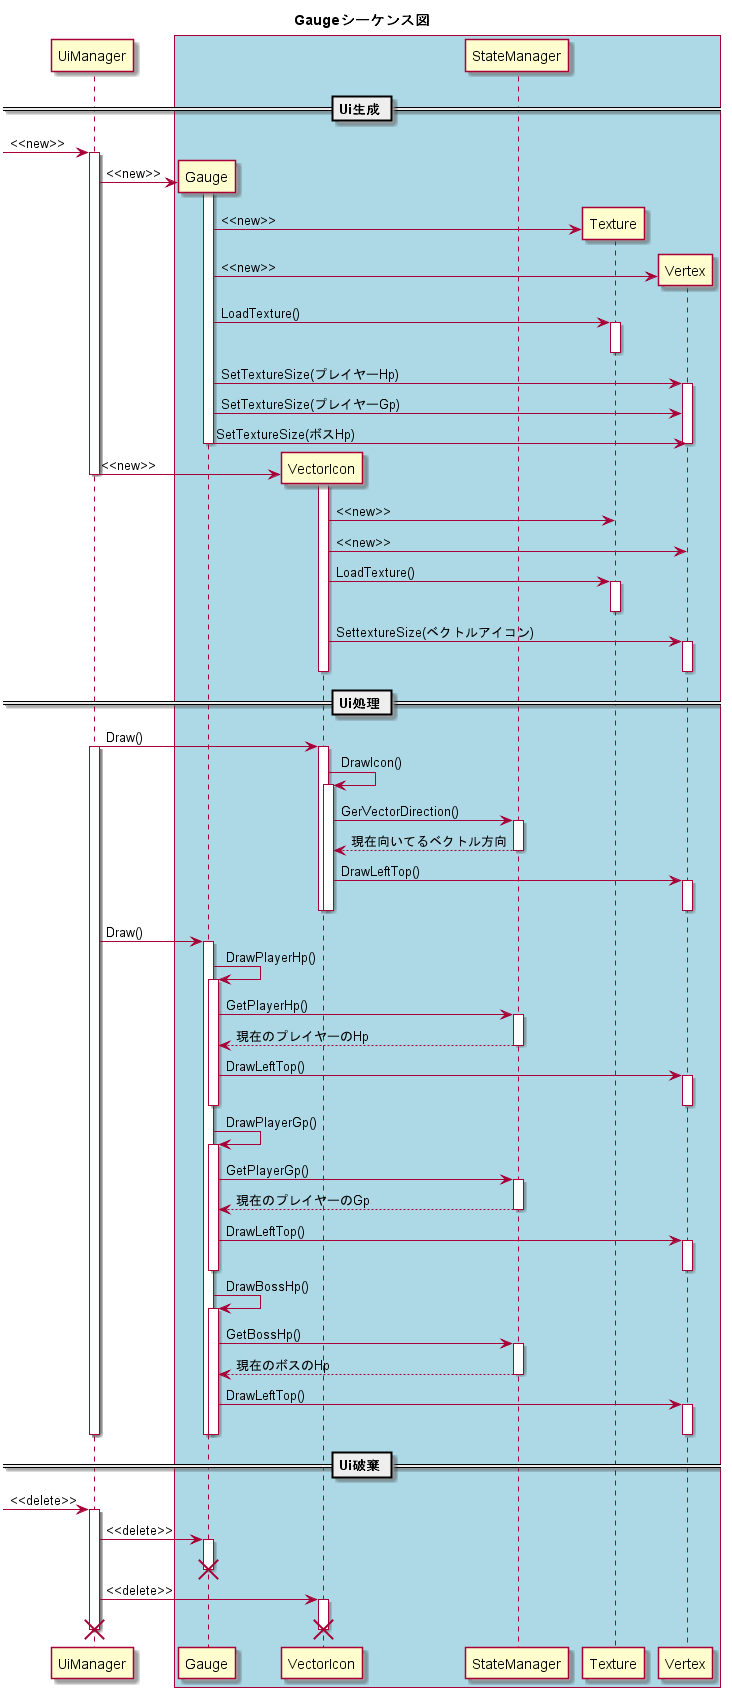 Gaugeシーケンス図
UiManager
StateManager
Ui生成
<<new>>
<<new>>
Gauge
<<new>>
Texture
<<new>>
Vertex
LoadTexture()
SetTextureSize(プレイヤーHp)
SetTextureSize(プレイヤーGp)
SetTextureSize(ボスHp)
<<new>>
VectorIcon
<<new>>
<<new>>
LoadTexture()
SettextureSize(ベクトルアイコン)
Ui処理
Draw()
DrawIcon()
GerVectorDirection()
現在向いてるベクトル方向
DrawLeftTop()
Draw()
DrawPlayerHp()
GetPlayerHp()
現在のプレイヤーのHp
DrawLeftTop()
DrawPlayerGp()
GetPlayerGp()
現在のプレイヤーのGp
DrawLeftTop()
DrawBossHp()
GetBossHp()
現在のボスのHp
DrawLeftTop()
Ui破棄
<<delete>>
<<delete>>
<<delete>>
UiManager
Gauge
VectorIcon
StateManager
Texture
Vertex